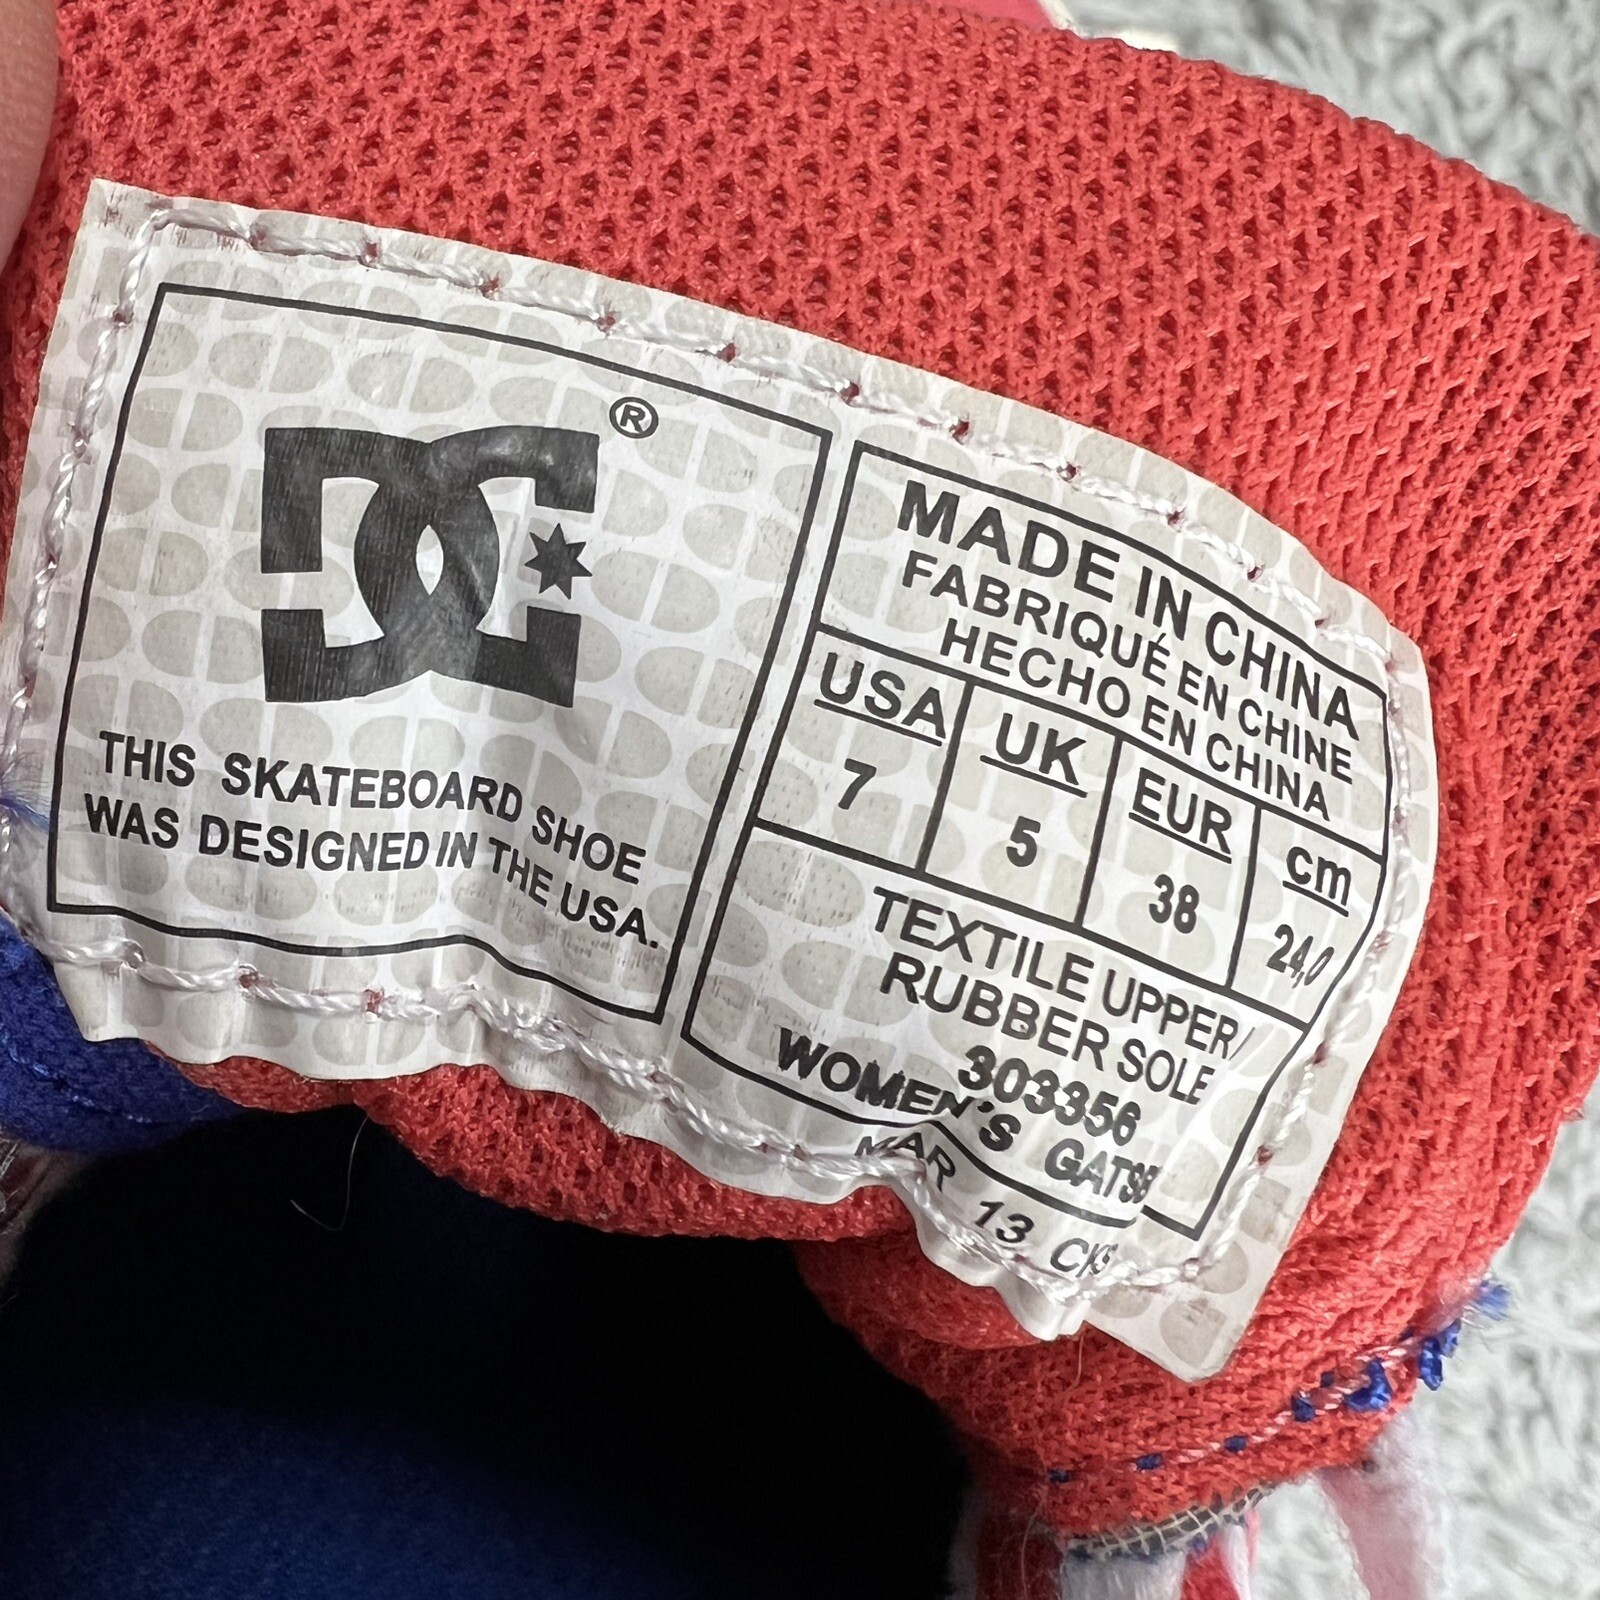 DC ®
THIS SKATEBOARD SHOE
WAS DESIGNED IN THE USA.
MADE IN CHINA
FABRIQUÉ EN CHINE
HECHO EN CHINA
USA UK EUR cm
7 5 38 24,0
TEXTILE UPPER/
RUBBER SOLE
303356
WOMEN'S
MAR 13